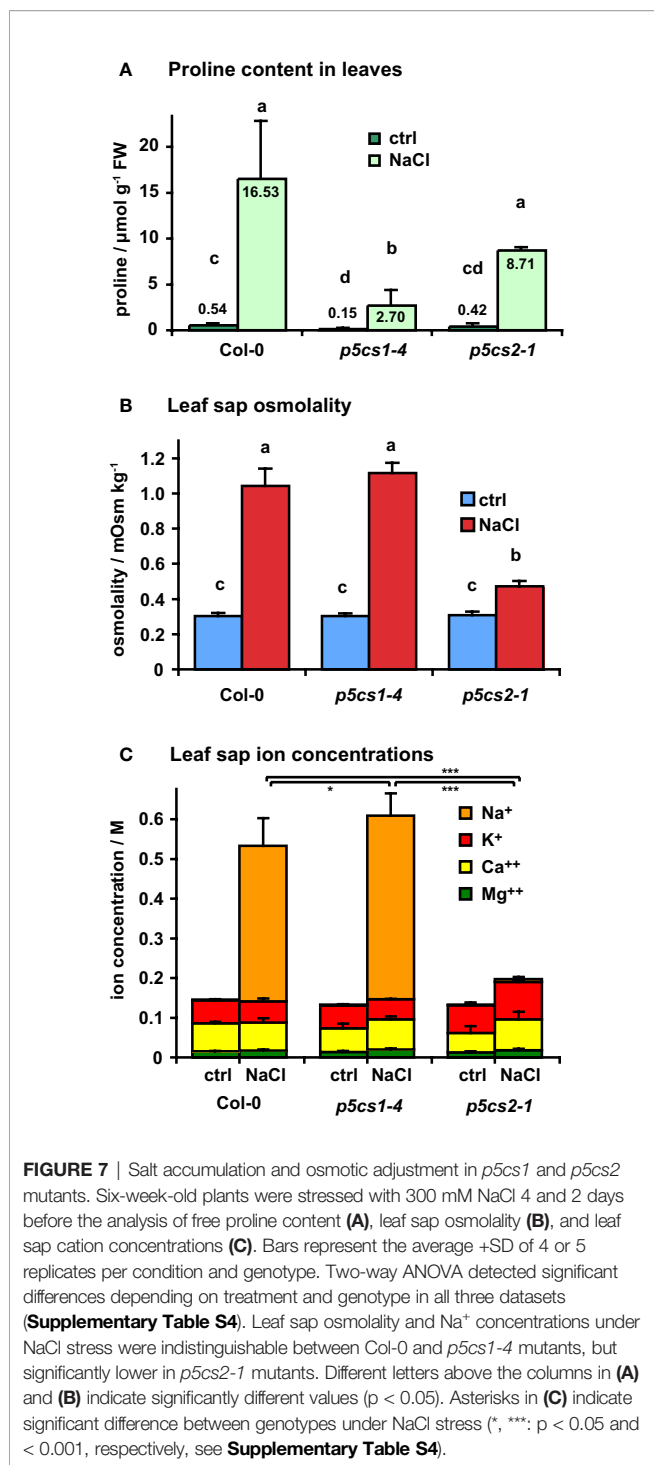 A Proline content in leaves
a
20
15
10
5
0
proline / µmol g⁻¹ FW
ctrl
NaCl
16.53
c
0.54
d
0.15
b
2.70
cd
0.42
a
8.71
Col-0 p5cs1-4 p5cs2-1
B Leaf sap osmolality
1.2
1.0
0.8
0.6
0.4
0.2
0
osmolality / mOsm kg⁻¹
a
a
ctrl
NaCl
c
c
c
b
Col-0 p5cs1-4 p5cs2-1
C Leaf sap ion concentrations
***
* ***
0.6
0.5
0.4
0.3
0.2
0.1
0
ion concentration / M
Na⁺
K⁺
Ca⁺⁺
Mg⁺⁺
ctrl NaCl ctrl NaCl ctrl NaCl
Col-0 p5cs1-4 p5cs2-1
FIGURE 7 | Salt accumulation and osmotic adjustment in p5cs1 and p5cs2
mutants. Six-week-old plants were stressed with 300 mM NaCl 4 and 2 days
before the analysis of free proline content (A), leaf sap osmolality (B), and leaf
sap cation concentrations (C). Bars represent the average +SD of 4 or 5
replicates per condition and genotype. Two-way ANOVA detected significant
differences depending on treatment and genotype in all three datasets
(Supplementary Table S4). Leaf sap osmolality and Na⁺ concentrations under
NaCl stress were indistinguishable between Col-0 and p5cs1-4 mutants, but
significantly lower in p5cs2-1 mutants. Different letters above the columns in (A)
and (B) indicate significantly different values (p < 0.05). Asterisks in (C) indicate
significant difference between genotypes under NaCl stress (*, ***: p < 0.05 and
< 0.001, respectively, see Supplementary Table S4).